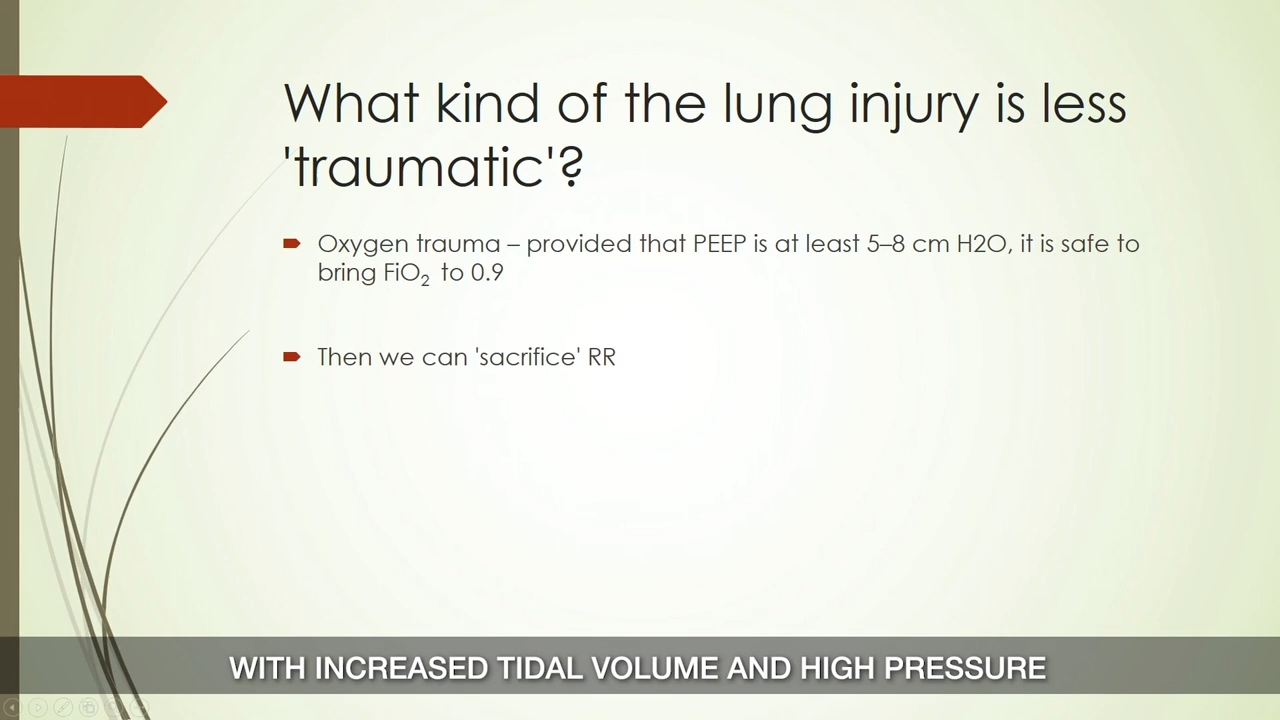 What kind of the lung injury is less
'traumatic'?
Oxygen trauma – provided that PEEP is at least 5–8 cm H2O, it is safe to
bring FiO₂ to 0.9
Then we can 'sacrifice' RR
WITH INCREASED TIDAL VOLUME AND HIGH PRESSURE